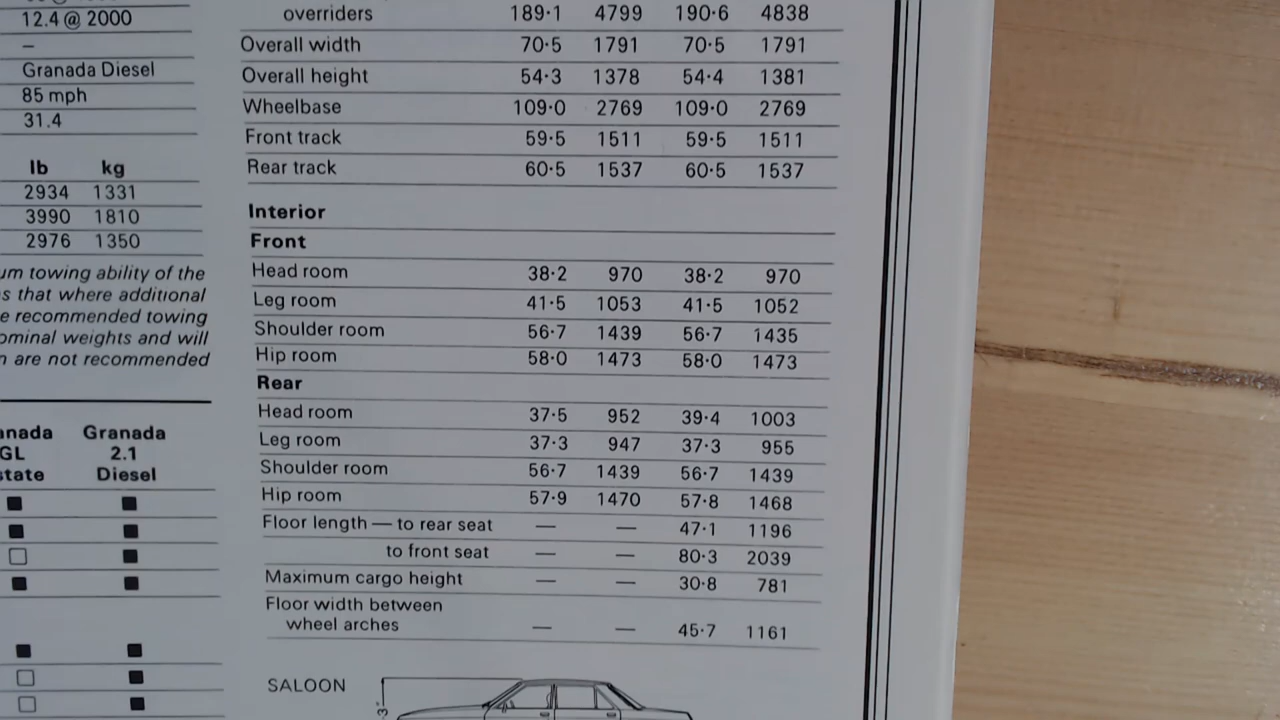 12.4 @ 2000
–
Granada Diesel
85 mph
31.4
lb kg
2934 1331
3990 1810
2976 1350
um towing ability of the
s that where additional
e recommended towing
ominal weights and will
n are not recommended
anada Granada
GL 2.1
state Diesel
overriders 189·1 4799 190·6 4838
Overall width 70·5 1791 70·5 1791
Overall height 54·3 1378 54·4 1381
Wheelbase 109·0 2769 109·0 2769
Front track 59·5 1511 59·5 1511
Rear track 60·5 1537 60·5 1537
Interior
Front
Head room 38·2 970 38·2 970
Leg room 41·5 1053 41·5 1052
Shoulder room 56·7 1439 56·7 1435
Hip room 58·0 1473 58·0 1473
Rear
Head room 37·5 952 39·4 1003
Leg room 37·3 947 37·3 955
Shoulder room 56·7 1439 56·7 1439
Hip room 57·9 1470 57·8 1468
Floor length — to rear seat — — 47·1 1196
to front seat — — 80·3 2039
Maximum cargo height — — 30·8 781
Floor width between
wheel arches — — 45·7 1161
SALOON